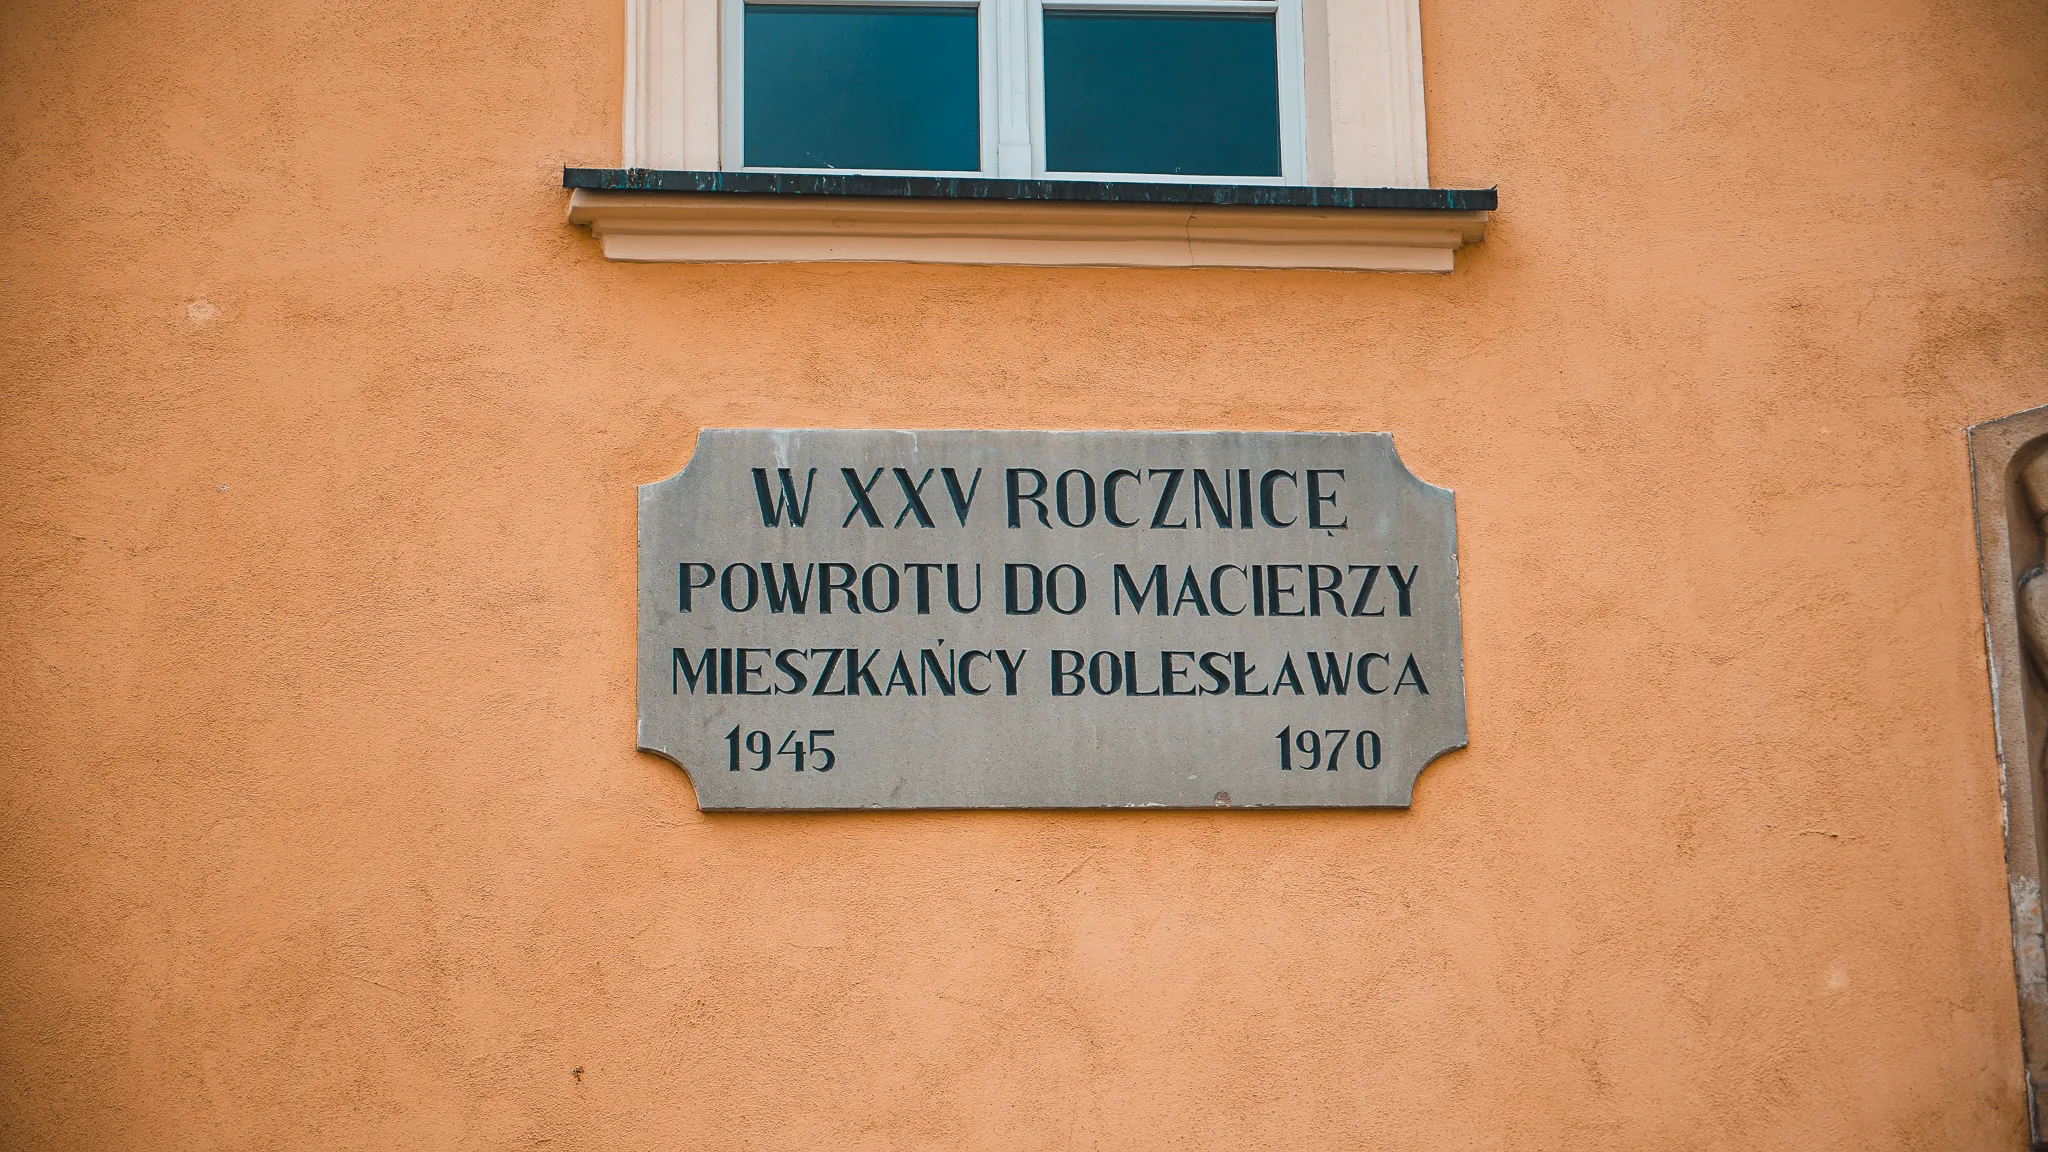 W XXV ROCZNICĘ
POWROTU DO MACIERZY
MIESZKAŃCY BOLESŁAWCA
1945 1970